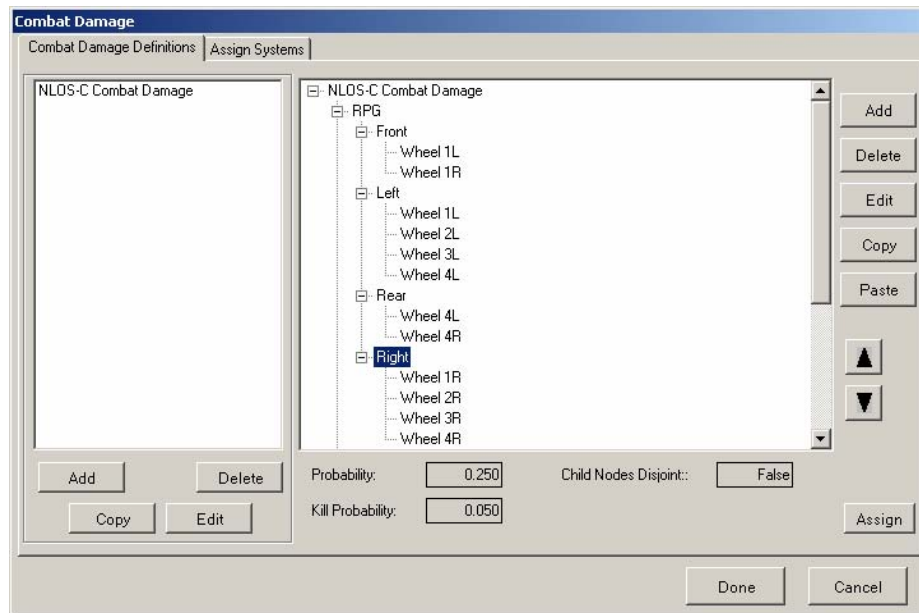 Combat Damage
Combat Damage Definitions
Assign Systems
NLOS-C Combat Damage
NLOS-C Combat Damage
RPG
Front
Wheel 1L
Wheel 1R
Left
Wheel 1L
Wheel 2L
Wheel 3L
Wheel 4L
Rear
Wheel 4L
Wheel 4R
Right
Wheel 1R
Wheel 2R
Wheel 3R
Wheel 4R
Add
Delete
Edit
Copy
Paste
Add
Delete
Copy
Edit
Probability: 0.250 Child Nodes Disjoint:: False
Kill Probability: 0.050
Assign
Done
Cancel